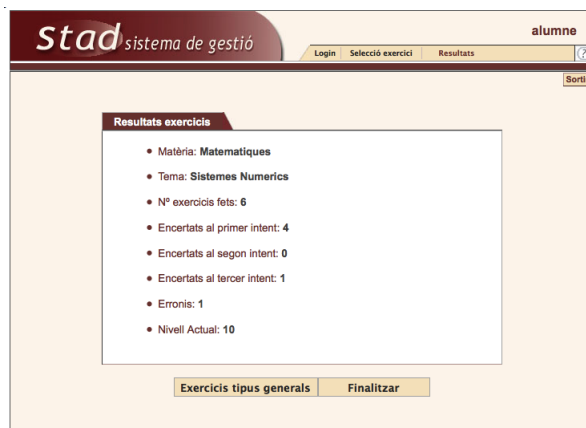 Stad sistema de gestió
alumne
Login Selecció exercici Resultats ?
Sorti
Resultats exercicis
• Matèria: Matematiques
• Tema: Sistemes Numerics
• Nº exercicis fets: 6
• Encertats al primer intent: 4
• Encertats al segon intent: 0
• Encertats al tercer intent: 1
• Erronis: 1
• Nivell Actual: 10
Exercicis tipus generals Finalitzar